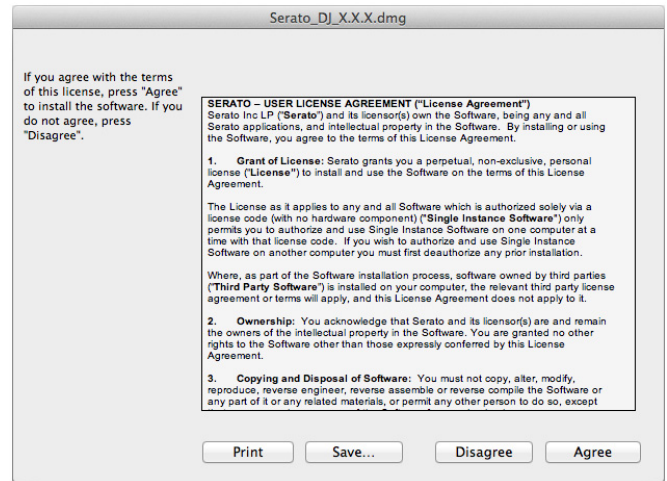 Serato_DJ_X.X.X.dmg
If you agree with the terms
of this license, press "Agree"
to install the software. If you
do not agree, press
"Disagree".
SERATO – USER LICENSE AGREEMENT ("License Agreement")
Serato Inc LP ("Serato") and its licensor(s) own the Software, being any and all
Serato applications, and intellectual property in the Software. By installing or using
the Software, you agree to the terms of this License Agreement.
1. Grant of License: Serato grants you a perpetual, non-exclusive, personal
license ("License") to install and use the Software on the terms of this License
Agreement.
The License as it applies to any and all Software which is authorized solely via a
license code (with no hardware component) ("Single Instance Software") only
permits you to authorize and use Single Instance Software on one computer at a
time with that license code. If you wish to authorize and use Single Instance
Software on another computer you must first deauthorize any prior installation.
Where, as part of the Software installation process, software owned by third parties
("Third Party Software") is installed on your computer, the relevant third party license
agreement or terms will apply, and this License Agreement does not apply to it.
2. Ownership: You acknowledge that Serato and its licensor(s) are and remain
the owners of the intellectual property in the Software. You are granted no other
rights to the Software other than those expressly conferred by this License
Agreement.
3. Copying and Disposal of Software: You must not copy, alter, modify,
reproduce, reverse engineer, reverse assemble or reverse compile the Software or
any part of it or any related materials, or permit any other person to do so, except
Print Save... Disagree Agree